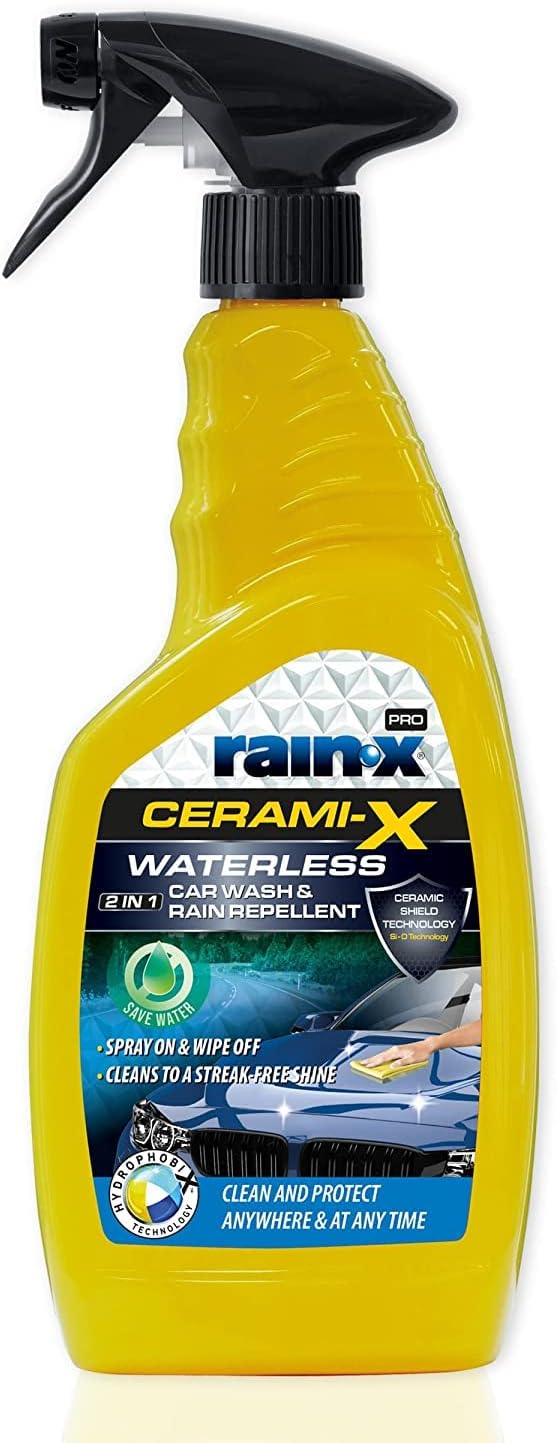 PRO
rain-x®
CERAMI-X
WATERLESS
2 IN 1
CAR WASH &
RAIN REPELLENT
CERAMIC
SHIELD
TECHNOLOGY
Si-O Technology
SAVE WATER
• SPRAY ON & WIPE OFF
• CLEANS TO A STREAK-FREE SHINE
HYDROPHOBIX
TECHNOLOGY
CLEAN AND PROTECT
ANYWHERE & AT ANY TIME